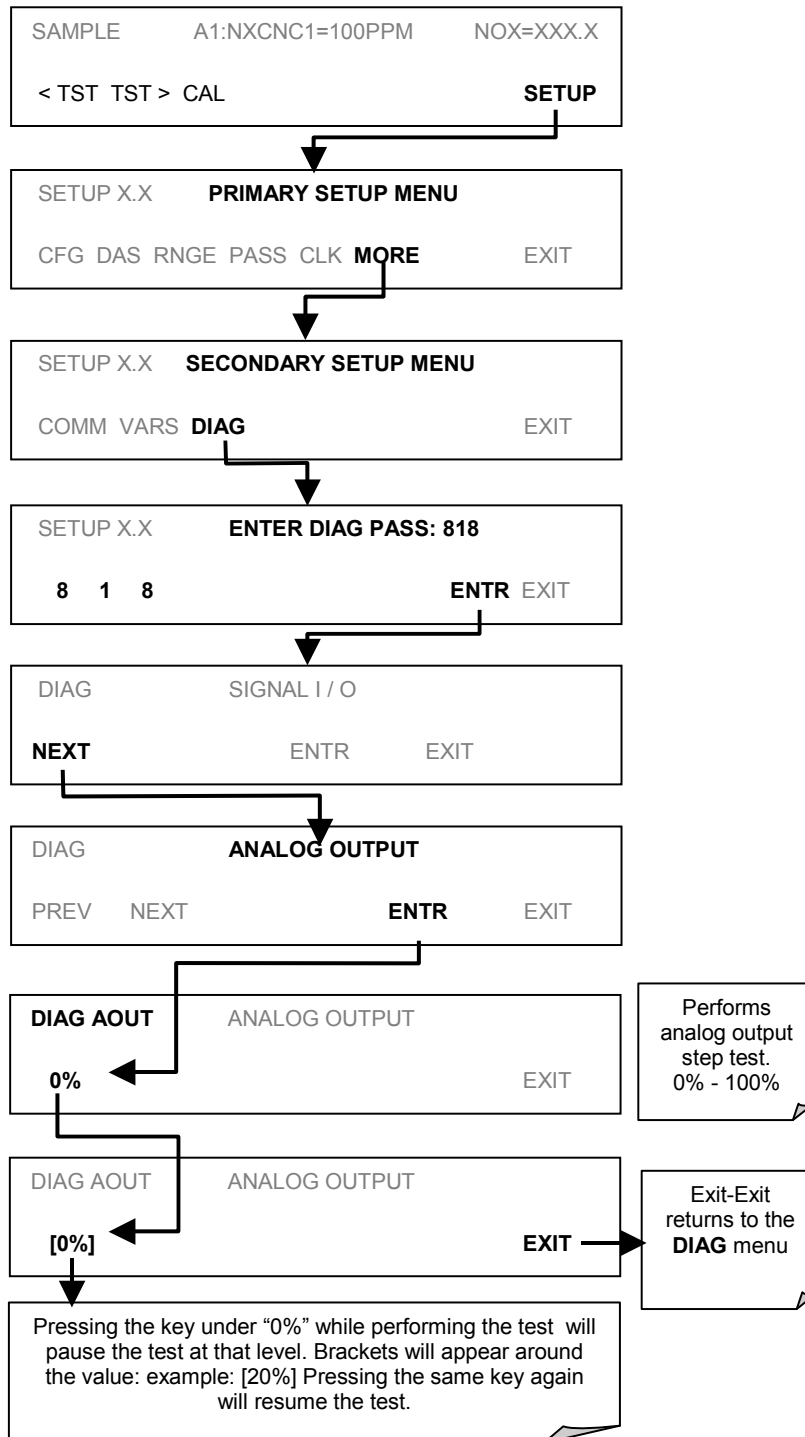 SAMPLE A1:NXCNC1=100PPM NOX=XXX.X
< TST TST > CAL SETUP
SETUP X.X PRIMARY SETUP MENU
CFG DAS RNGE PASS CLK MORE EXIT
SETUP X.X SECONDARY SETUP MENU
COMM VARS DIAG EXIT
SETUP X.X ENTER DIAG PASS: 818
8 1 8 ENTR EXIT
DIAG SIGNAL I / O
NEXT ENTR EXIT
DIAG ANALOG OUTPUT
PREV NEXT ENTR EXIT
DIAG AOUT ANALOG OUTPUT
0% EXIT
Performs
analog output
step test.
0% - 100%
DIAG AOUT ANALOG OUTPUT
[0%] EXIT
Exit-Exit
returns to the
DIAG menu
Pressing the key under “0%” while performing the test will
pause the test at that level. Brackets will appear around
the value: example: [20%] Pressing the same key again
will resume the test.